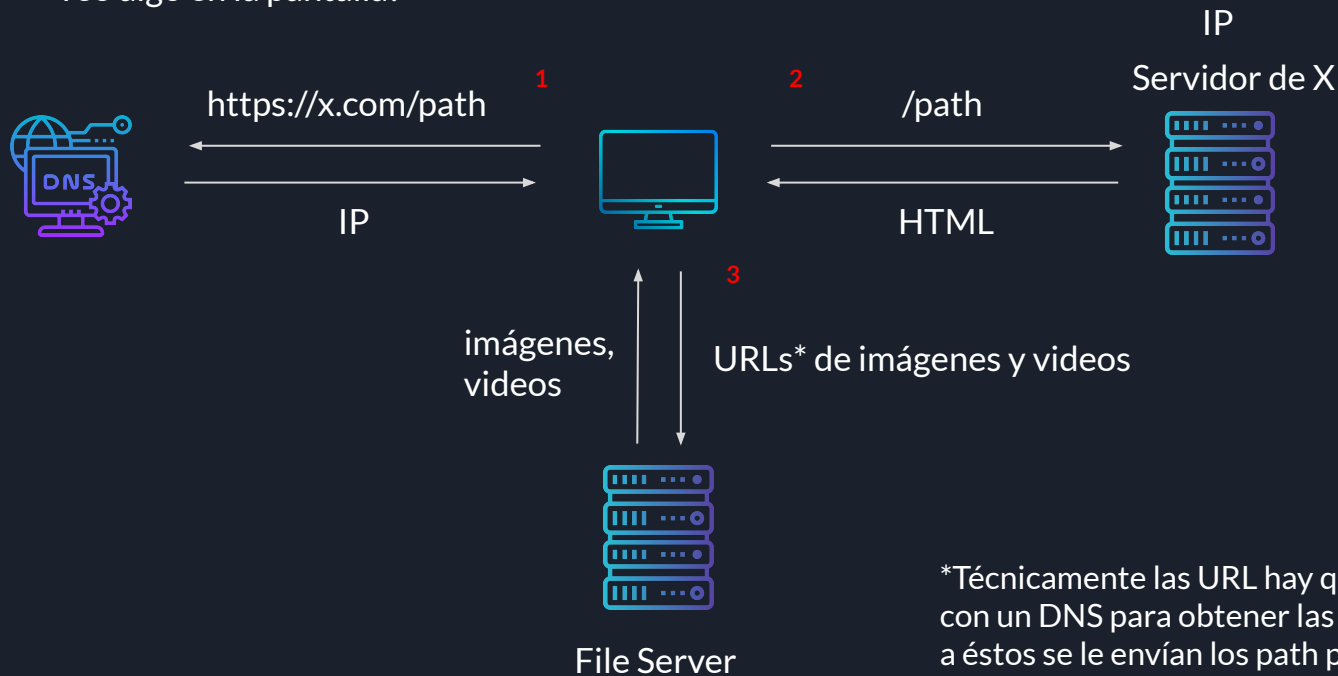 IP
Servidor de X
1
2
https://x.com/path
/path
DNS
IP
HTML
3
imágenes,
videos
URLs* de imágenes y videos
*Técnicamente las URL hay
con un DNS para obtener las
a éstos se le envían los path
File Server